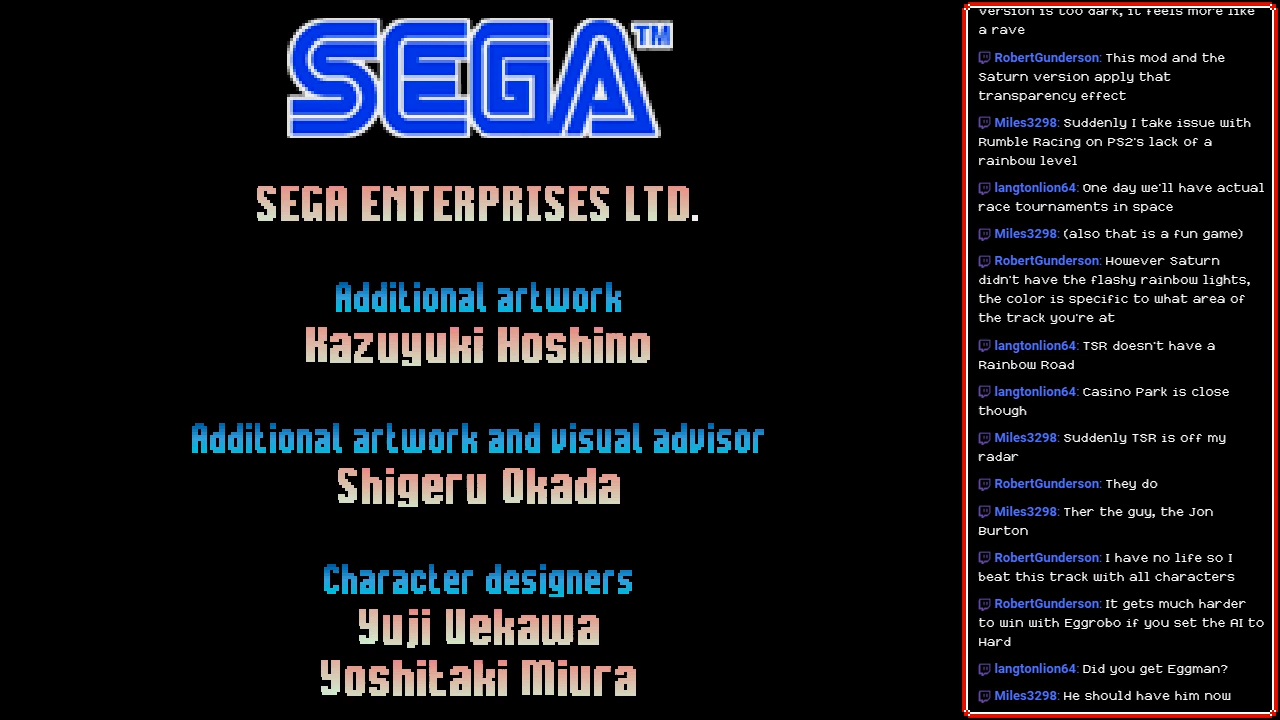 SEGA™
SEGA ENTERPRISES LTD.
Additional artwork
Kazuyuki Hoshino
Additional artwork and visual advisor
Shigeru Okada
Character designers
Yuji Uekawa
Yoshitaki Miura
version is too dark, it feels more like
a rave
RobertGunderson: This mod and the
Saturn version apply that
transparency effect
Miles3298: Suddenly I take issue with
Rumble Racing on PS2's lack of a
rainbow level
langtonlion64: One day we'll have actual
race tournaments in space
Miles3298: (also that is a fun game)
RobertGunderson: However Saturn
didn't have the flashy rainbow lights,
the color is specific to what area of
the track you're at
langtonlion64: TSR doesn't have a
Rainbow Road
langtonlion64: Casino Park is close
though
Miles3298: Suddenly TSR is off my
radar
RobertGunderson: They do
Miles3298: Ther the guy, the Jon
Burton
RobertGunderson: I have no life so I
beat this track with all characters
RobertGunderson: It gets much harder
to win with Eggrobo if you set the AI to
Hard
langtonlion64: Did you get Eggman?
Miles3298: He should have him now